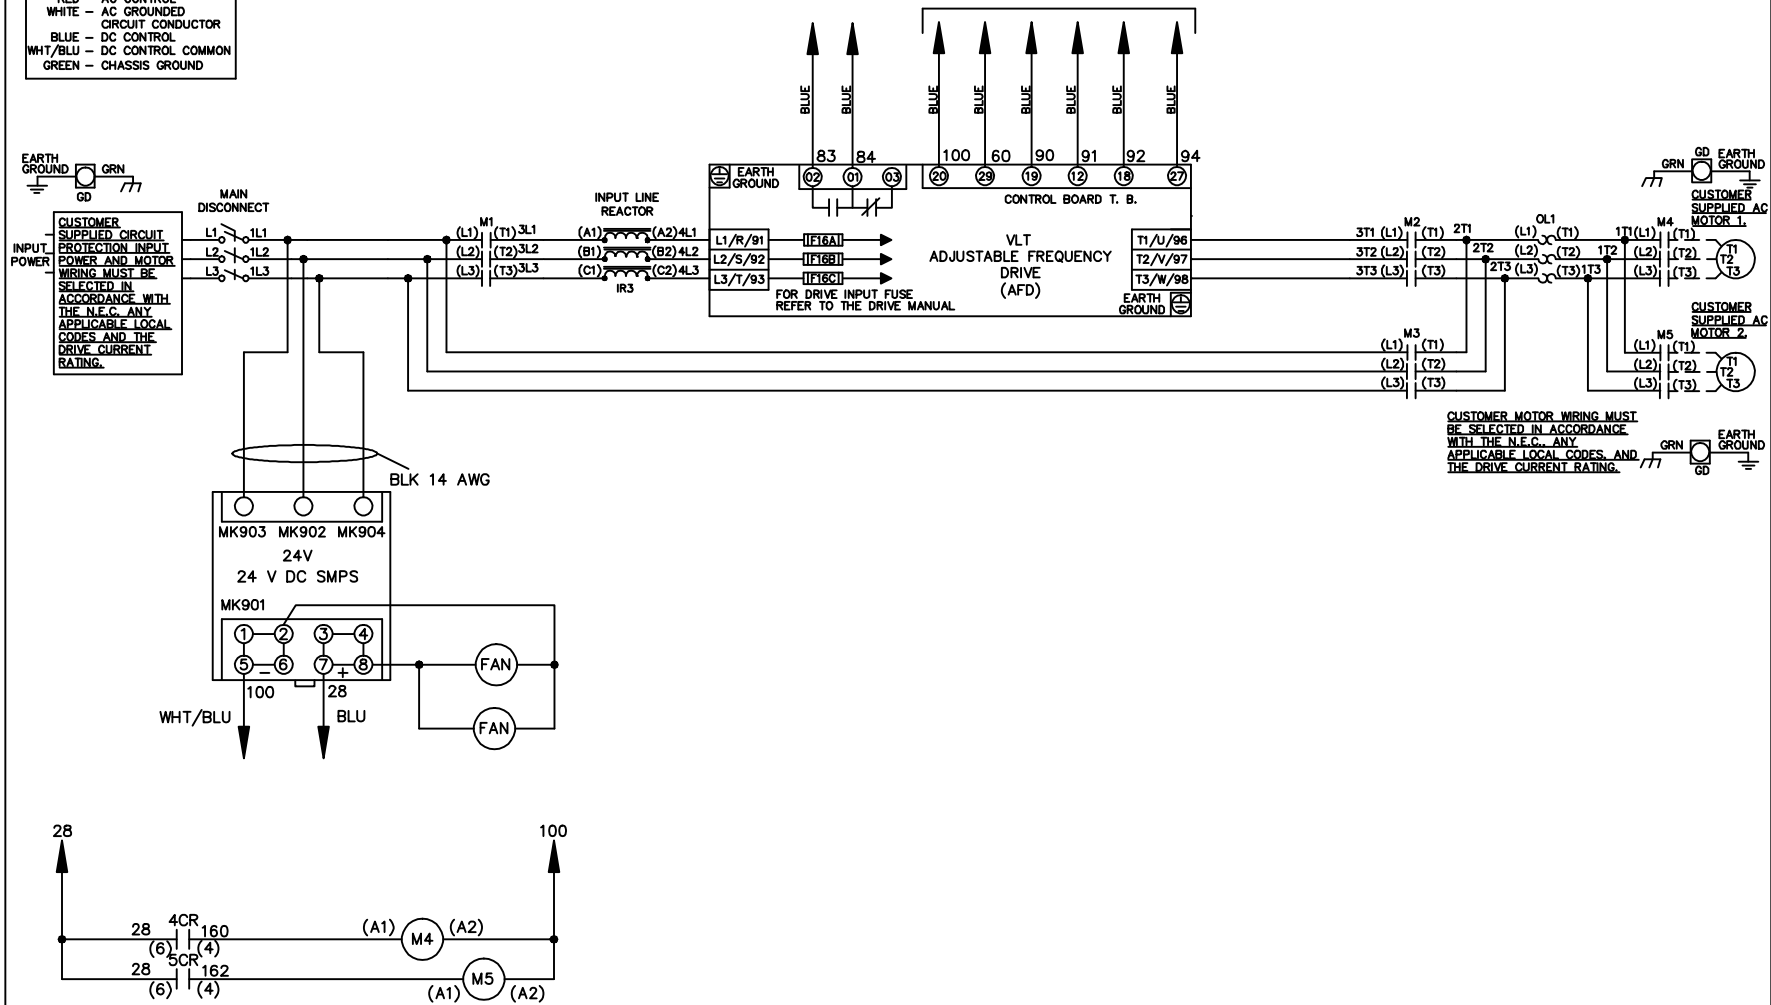 WHITE – AC GROUNDED
CIRCUIT CONDUCTOR
BLUE – DC CONTROL
WHT/BLU – DC CONTROL COMMON
GREEN – CHASSIS GROUND
BLUE
BLUE
BLUE
BLUE
BLUE
BLUE
BLUE
BLUE
83 84 100 60 90 91 92 94
02 01 03 20 29 19 12 18 27
EARTH
GROUND
GRN
GD
MAIN
DISCONNECT
INPUT
POWER
CUSTOMER
SUPPLIED CIRCUIT
PROTECTION INPUT
POWER AND MOTOR
WIRING MUST BE
SELECTED IN
ACCORDANCE WITH
THE N.E.C. ANY
APPLICABLE LOCAL
CODES AND THE
DRIVE CURRENT
RATING.
L1 1L1
L2 1L2
L3 1L3
M1
(L1) (T1) 3L1
(L2) (T2) 3L2
(L3) (T3) 3L3
INPUT LINE
REACTOR
(A1) (A2) 4L1
(B1) (B2) 4L2
(C1) (C2) 4L3
IR3
EARTH
GROUND
CONTROL BOARD T. B.
L1/R/91
L2/S/92
L3/T/93
F16A
F16B
F16C
FOR DRIVE INPUT FUSE
REFER TO THE DRIVE MANUAL
VLT
ADJUSTABLE FREQUENCY
DRIVE
(AFD)
T1/U/96
T2/V/97
T3/W/98
EARTH
GROUND
M2
3T1 (L1) (T1) 2T1
3T2 (L2) (T2) 2T2
3T3 (L3) (T3) 2T3
OL1
(L1) (T1) 1T1
(L2) (T2) 1T2
(L3) (T3) 1T3
M4
(L1) (T1)
(L2) (T2)
(L3) (T3)
T1
T2
T3
GRN
GD
EARTH
GROUND
CUSTOMER
SUPPLIED AC
MOTOR 1.
M3
(L1) (T1)
(L2) (T2)
(L3) (T3)
CUSTOMER
SUPPLIED AC
MOTOR 2.
M5
(L1) (T1)
(L2) (T2)
(L3) (T3)
T1
T2
T3
CUSTOMER MOTOR WIRING MUST
BE SELECTED IN ACCORDANCE
WITH THE N.E.C., ANY
APPLICABLE LOCAL CODES, AND
THE DRIVE CURRENT RATING.
GRN
GD
EARTH
GROUND
BLK 14 AWG
MK903 MK902 MK904
24V
24 V DC SMPS
MK901
1 2 3 4
5 6 7 8
– +
100 28
WHT/BLU BLU
FAN
FAN
28 100
4CR
28 160
(6) (4)
(A1) M4 (A2)
5CR
28 162
(6) (4)
(A1) M5 (A2)